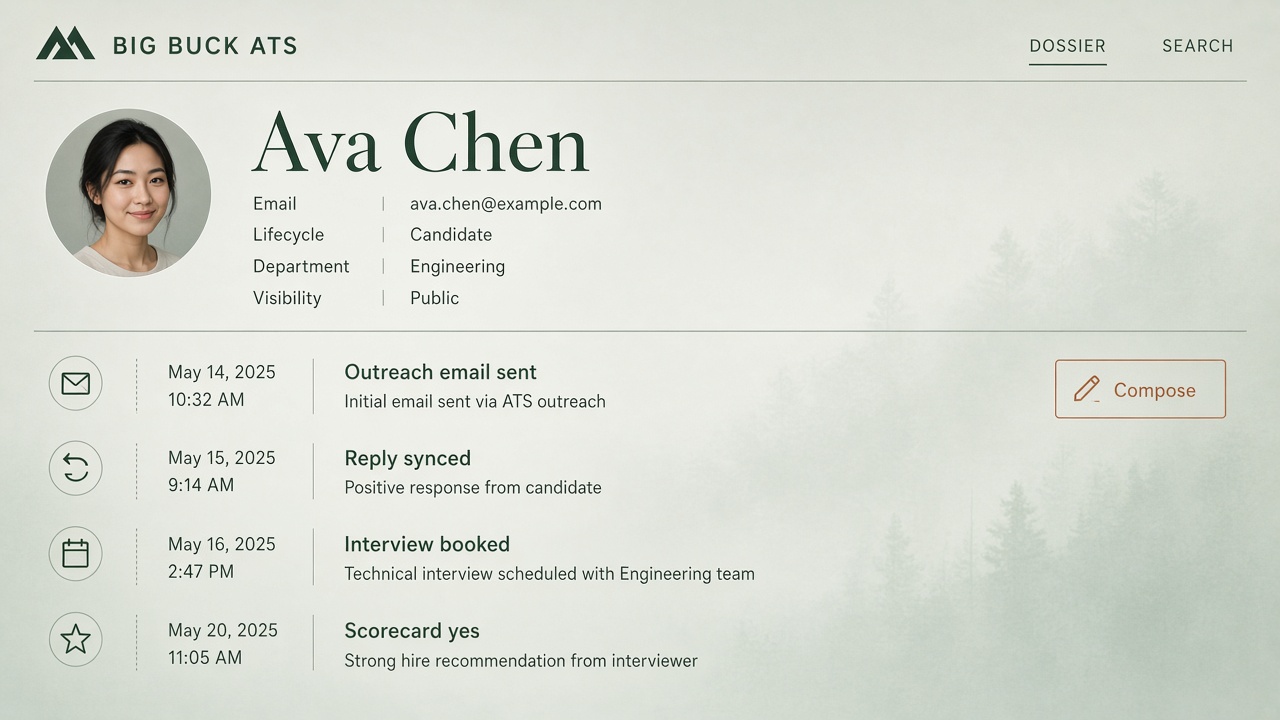 BIG BUCK ATS
DOSSIER
SEARCH
Ava Chen
Email ava.chen@example.com
Lifecycle Candidate
Department Engineering
Visibility Public
May 14, 2025
10:32 AM
Outreach email sent
Initial email sent via ATS outreach
Compose
May 15, 2025
9:14 AM
Reply synced
Positive response from candidate
May 16, 2025
2:47 PM
Interview booked
Technical interview scheduled with Engineering team
May 20, 2025
11:05 AM
Scorecard yes
Strong hire recommendation from interviewer